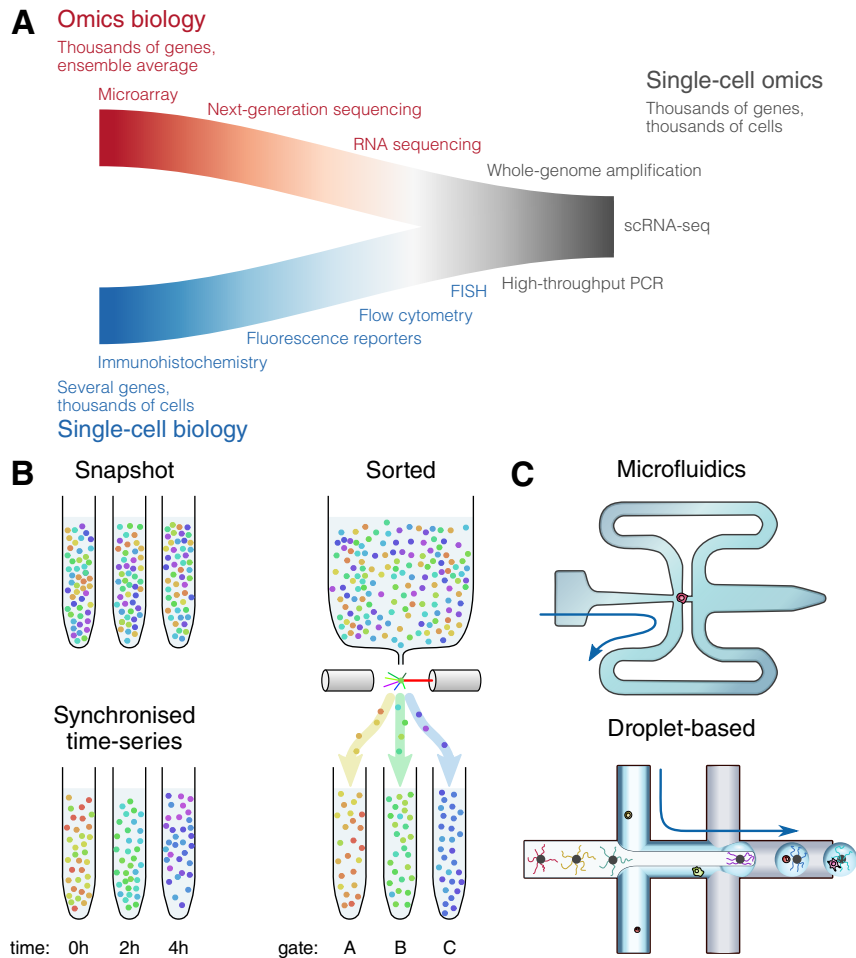 A
Omics biology
Thousands of genes,
ensemble average
Microarray
Next-generation sequencing
RNA sequencing
Single-cell omics
Thousands of genes,
thousands of cells
Whole-genome amplification
scRNA-seq
High-throughput PCR
FISH
Flow cytometry
Fluorescence reporters
Immunohistochemistry
Several genes,
thousands of cells
Single-cell biology
B
Snapshot
Sorted
Synchronised
time-series
time: 0h 2h 4h
gate: A B C
C
Microfluidics
Droplet-based